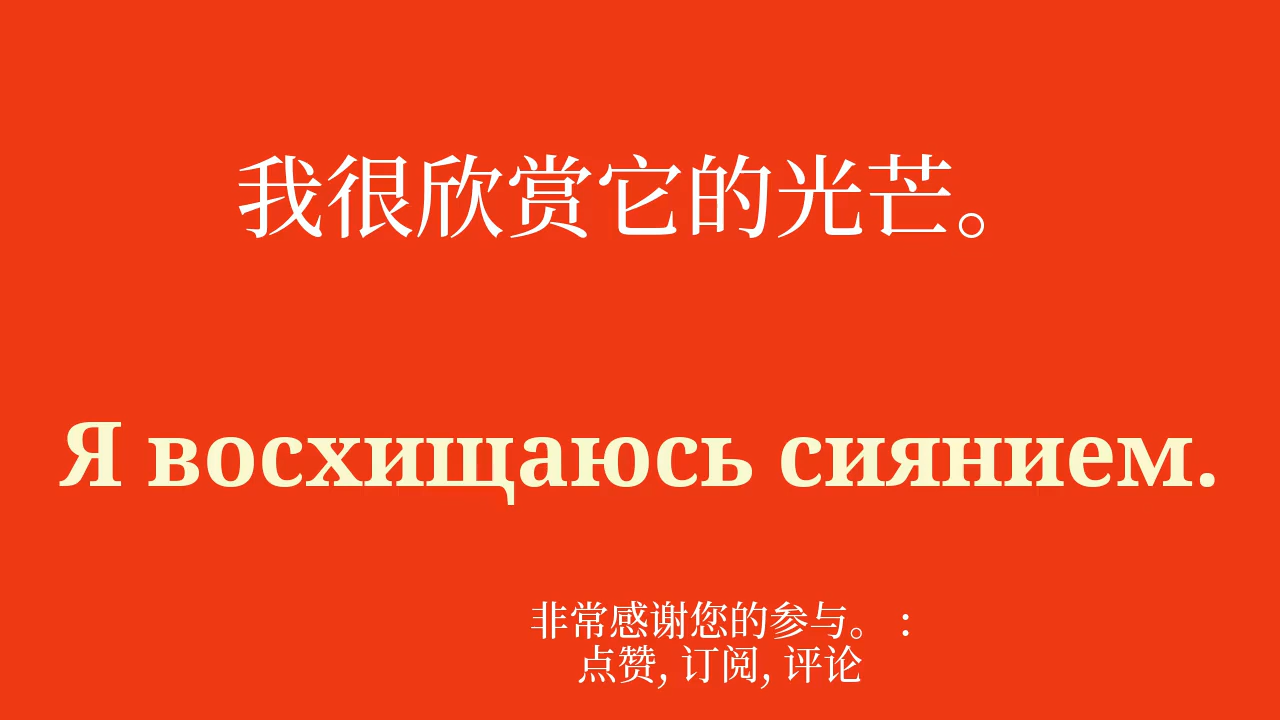 我很欣赏它的光芒。
Я восхищаюсь сиянием.
非常感谢您的参与。 :
点赞, 订阅, 评论